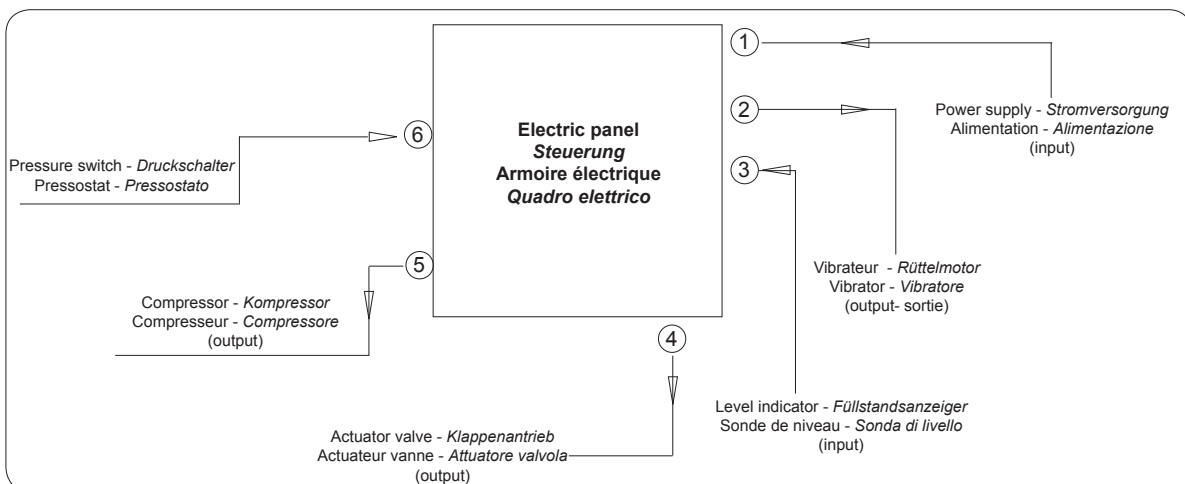 Electric panel
Steuerung
Armoire électrique
Quadro elettrico
1
Power supply - Stromversorgung
Alimentation - Alimentazione
(input)
2
Vibrateur - Rüttelmotor
Vibrator - Vibratore
(output- sortie)
3
Level indicator - Füllstandsanzeiger
Sonde de niveau - Sonda di livello
(input)
4
Actuator valve - Klappenantrieb
Actuateur vanne - Attuatore valvola
(output)
5
Compressor - Kompressor
Compresseur - Compressore
(output)
6
Pressure switch - Druckschalter
Pressostat - Pressostato